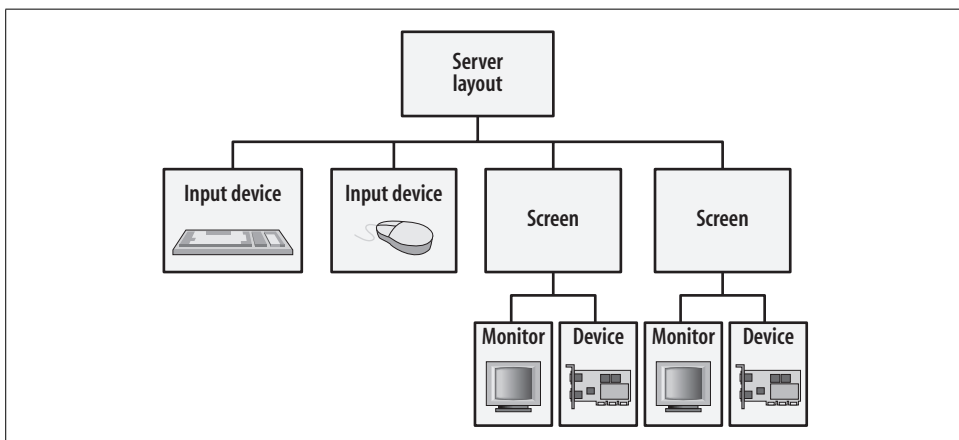 Server
layout
Input device
Input device
Screen
Screen
Monitor
Device
Monitor
Device